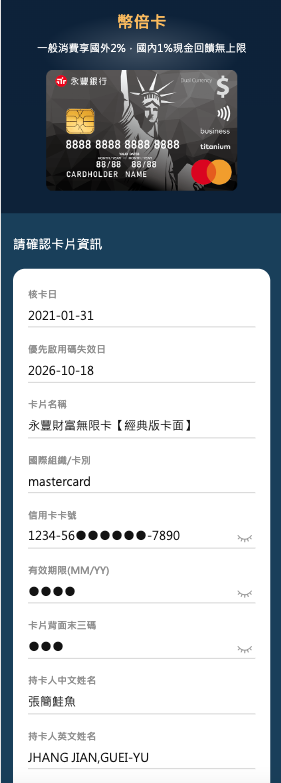 幣倍卡
一般消費享國外2%，國內1%現金回饋無上限
永豐銀行
Dual Currency
$
8888 8888 8888 8888
88/88 88/88
CARDHOLDER NAME
business
titanium
請確認卡片資訊
核卡日
2021-01-31
優先啟用碼失效日
2026-10-18
卡片名稱
永豐財富無限卡【經典版卡面】
國際組織/卡別
mastercard
信用卡卡號
1234-56●●●●●●-7890
有效期限(MM/YY)
●●●●
卡片背面末三碼
●●●
持卡人中文姓名
張簡鮭魚
持卡人英文姓名
JHANG JIAN,GUEI-YU